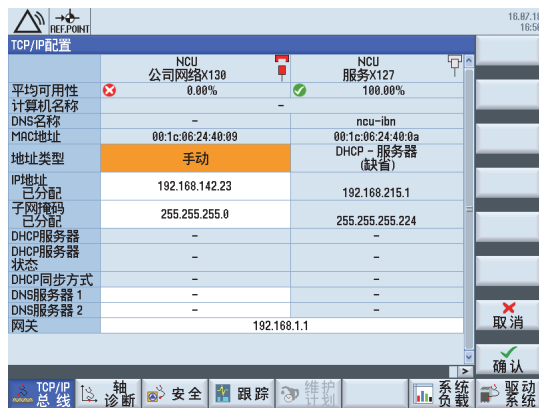 REF.POINT
16.07.1
16:5
TCP/IP配置
NCU
公司网络X130
NCU
服务X127
平均可用性 0.00% 100.00%
计算机名称 -
DNS名称 - ncu-ibn
MAC地址 00:1c:06:24:40:09 00:1c:06:24:40:0a
地址类型 手动 DHCP - 服务器
(缺省)
IP地址
已分配 192.168.142.23 192.168.215.1
子网掩码
已分配 255.255.255.0 255.255.255.224
DHCP服务器 - -
DHCP服务器
状态 - -
DHCP同步方式 - -
DNS服务器 1 - -
DNS服务器 2 - -
网关 192.168.1.1
取消
确认
TCP/IP
总线
轴
诊断
安全
跟踪
维护
计划
系统
负载
驱动
系统